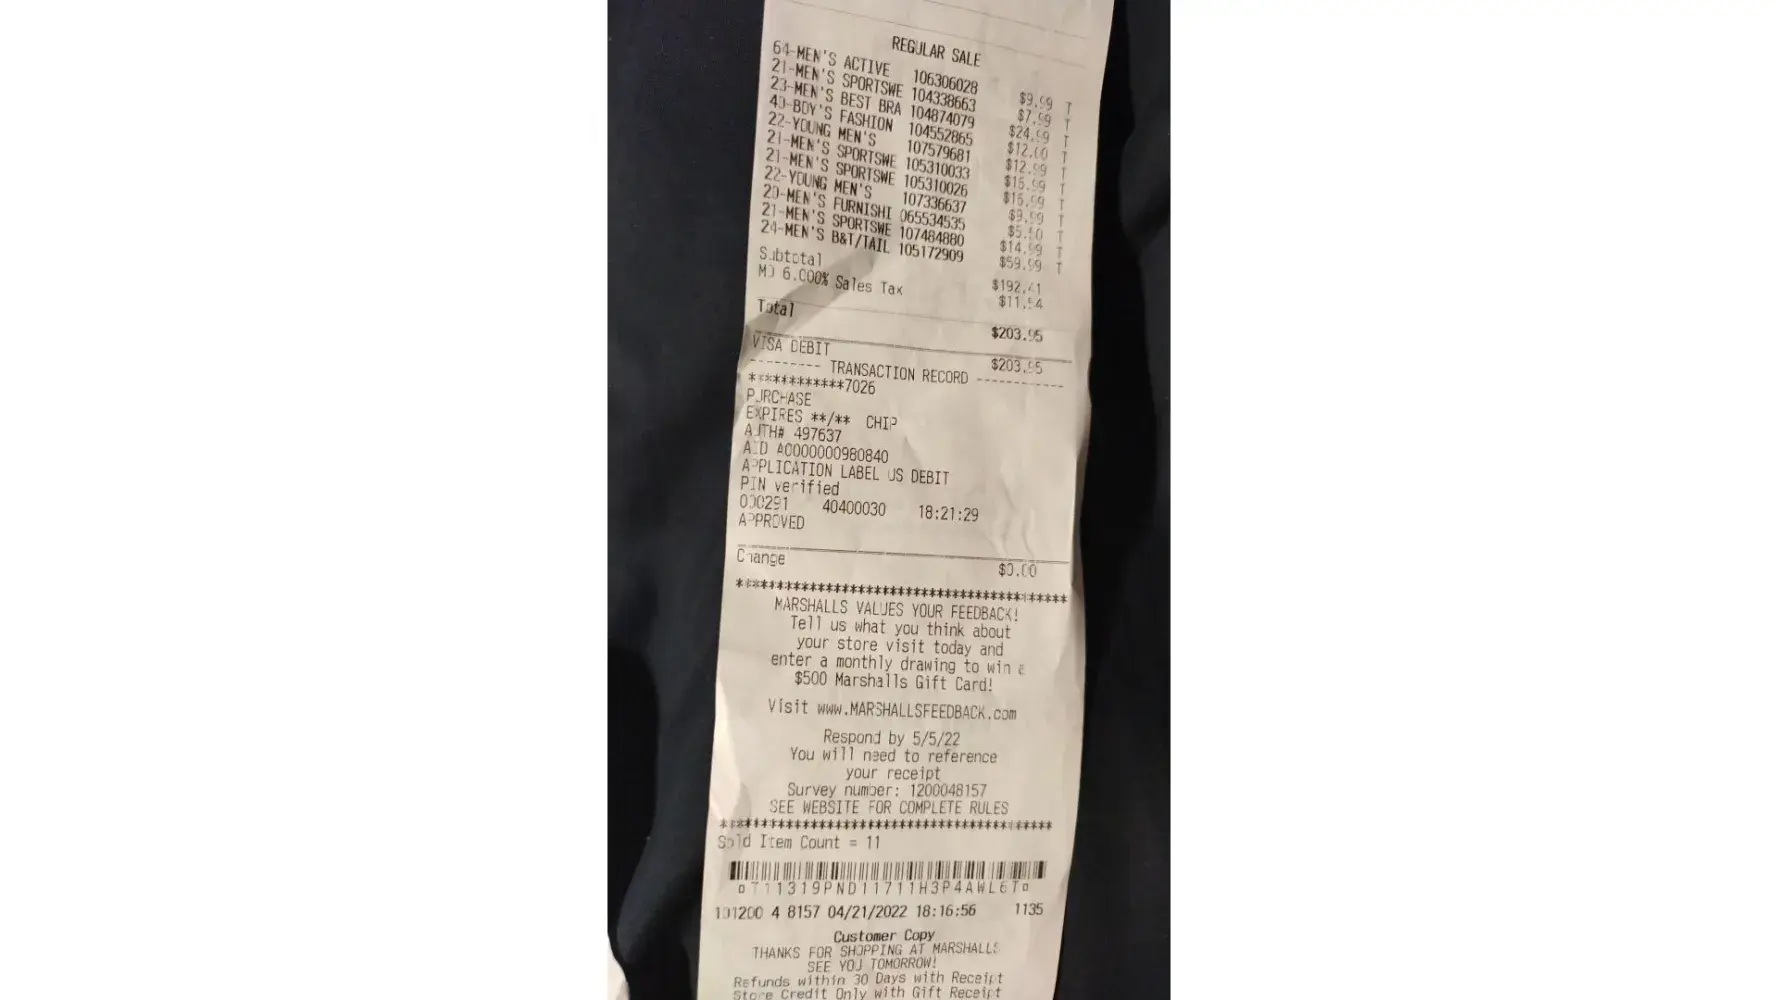 REGULAR SALE
64-MEN'S ACTIVE 106306028 $9.99 T
21-MEN'S SPORTSWE 104338663 $7.99 T
23-MEN'S BEST BRA 104874079 $24.99 T
40-BOY'S FASHION 104552865 $12.00 T
22-YOUNG MEN'S 107579681 $12.99 T
21-MEN'S SPORTSWE 105310033 $16.99 T
21-MEN'S SPORTSWE 105310026 $16.99 T
22-YOUNG MEN'S 107336637 $9.99 T
20-MEN'S FURNISHI 065534535 $5.50 T
21-MEN'S SPORTSWE 107484880 $14.99 T
24-MEN'S B&T/TAIL 105172909 $59.99 T
Subtotal $192.41
MD 6.000% Sales Tax $11.54
Total $203.95
VISA DEBIT $203.95
--------- TRANSACTION RECORD -----------
************7026
PURCHASE
EXPIRES **/** CHIP
AUTH# 497637
AID A0000000980840
APPLICATION LABEL US DEBIT
PIN verified
000291 40400030 18:21:29
APPROVED
Change $0.00
****************************************
MARSHALLS VALUES YOUR FEEDBACK!
Tell us what you think about
your store visit today and
enter a monthly drawing to win a
$500 Marshalls Gift Card!
Visit www.MARSHALLSFEEDBACK.com
Respond by 5/5/22
You will need to reference
your receipt
Survey number: 1200048157
SEE WEBSITE FOR COMPLETE RULES
****************************************
Sold Item Count = 11
¤T11319PND11711H3P4AWL6T¤
101200 4 8157 04/21/2022 18:16:56 1135
Customer Copy
THANKS FOR SHOPPING AT MARSHALLS
SEE YOU TOMORROW!
Refunds within 30 Days with Receipt
Store Credit Only with Gift Receipt